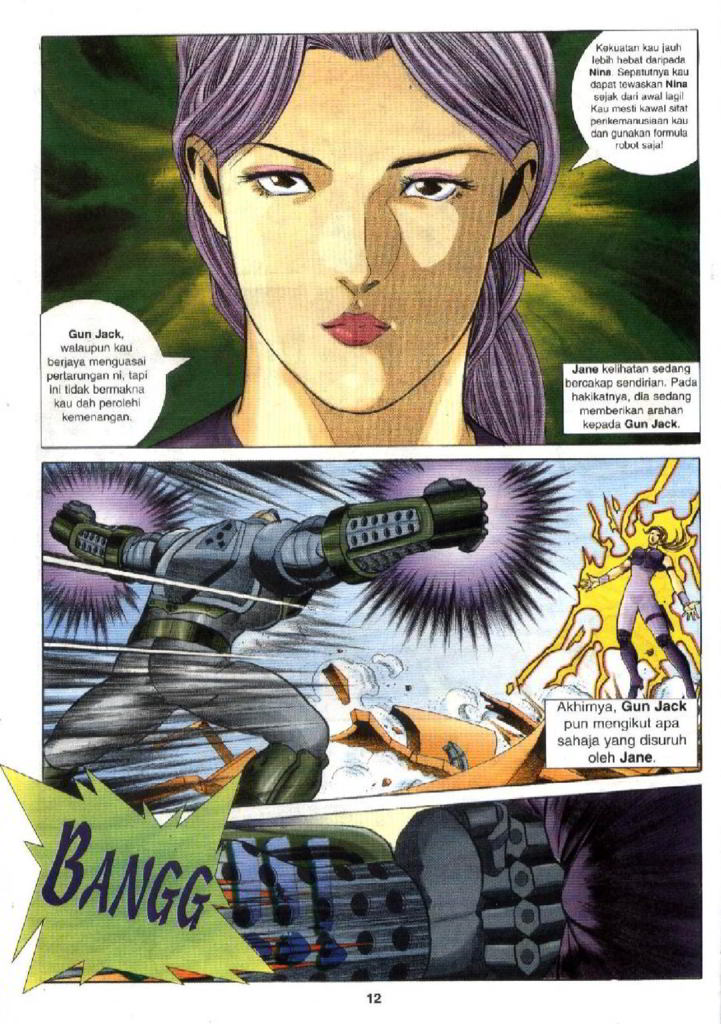 Kekuatan kau jauh
lebih hebat daripada
Nina. Sepatutnya kau
dapat tewaskan Nina
sejak dari awal lagi!
Kau mesti kawal sifat
perikemanusiaan kau
dan gunakan formula
robot saja!
Gun Jack,
walaupun kau
berjaya menguasai
pertarungan ni, tapi
ini tidak bermakna
kau dah perolehi
kemenangan.
Jane kelihatan sedang
bercakap sendirian. Pada
hakikatnya, dia sedang
memberikan arahan
kepada Gun Jack.
Akhirnya, Gun Jack
pun mengikut apa
sahaja yang disuruh
oleh Jane.
BANGG
12